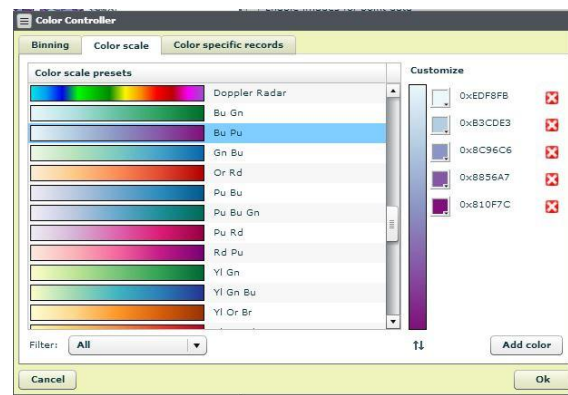 Color Controller
Binning
Color scale
Color specific records
Color scale presets
Doppler Radar
Bu Gn
Bu Pu
Gn Bu
Or Rd
Pu Bu
Pu Bu Gn
Pu Rd
Rd Pu
Yl Gn
Yl Gn Bu
Yl Or Br
Customize
0xEDF8FB
0xB3CDE3
0x8C96C6
0x8856A7
0x810F7C
Filter: All
Add color
Cancel
Ok